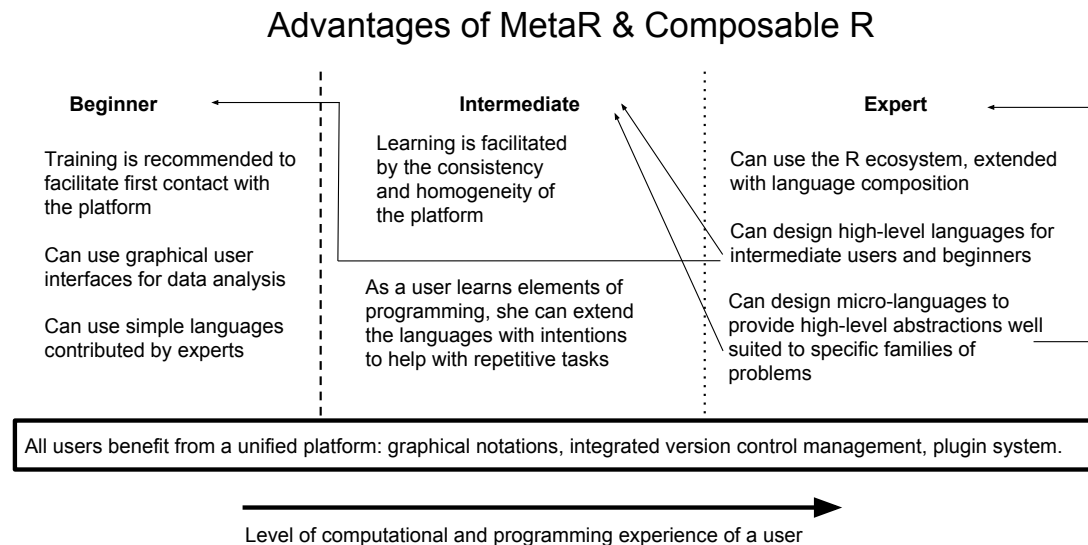 Advantages of MetaR & Composable R
Beginner
Training is recommended to
facilitate first contact with
the platform
Can use graphical user
interfaces for data analysis
Can use simple languages
contributed by experts
Intermediate
Learning is facilitated
by the consistency
and homogeneity of
the platform
As a user learns elements of
programming, she can extend
the languages with intentions
to help with repetitive tasks
Expert
Can use the R ecosystem, extended
with language composition
Can design high-level languages for
intermediate users and beginners
Can design micro-languages to
provide high-level abstractions well
suited to specific families of
problems
All users benefit from a unified platform: graphical notations, integrated version control management, plugin system.
Level of computational and programming experience of a user